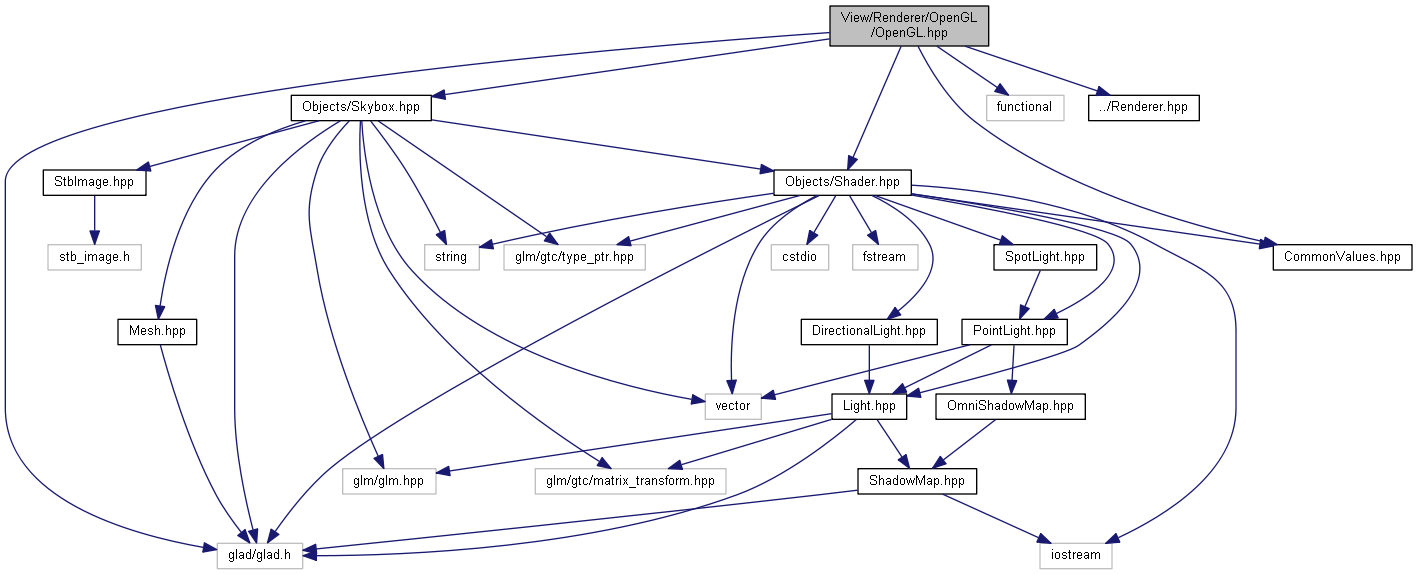 View/Renderer/OpenGL
/OpenGL.hpp
Objects/Skybox.hpp
functional
../Renderer.hpp
StbImage.hpp
Objects/Shader.hpp
stb_image.h
string
glm/gtc/type_ptr.hpp
cstdio
fstream
SpotLight.hpp
CommonValues.hpp
Mesh.hpp
DirectionalLight.hpp
PointLight.hpp
vector
Light.hpp
OmniShadowMap.hpp
glm/glm.hpp
glm/gtc/matrix_transform.hpp
ShadowMap.hpp
glad/glad.h
iostream